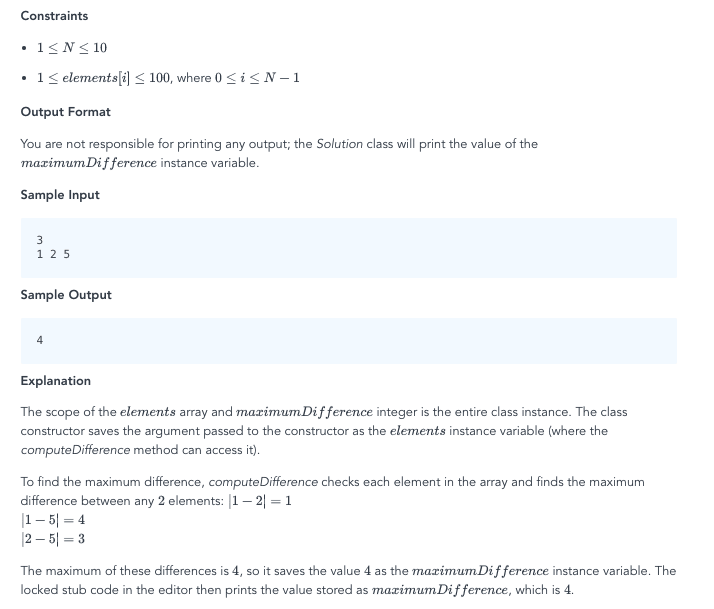 Constraints
• 1 ≤ N ≤ 10
• 1 ≤ elements[i] ≤ 100, where 0 ≤ i ≤ N − 1
Output Format
You are not responsible for printing any output; the Solution class will print the value of the
maximumDifference instance variable.
Sample Input
3
1 2 5
Sample Output
4
Explanation
The scope of the elements array and maximumDifference integer is the entire class instance. The class
constructor saves the argument passed to the constructor as the elements instance variable (where the
computeDifference method can access it).
To find the maximum difference, computeDifference checks each element in the array and finds the maximum
difference between any 2 elements: |1 − 2| = 1
|1 − 5| = 4
|2 − 5| = 3
The maximum of these differences is 4, so it saves the value 4 as the maximumDifference instance variable. The
locked stub code in the editor then prints the value stored as maximumDifference, which is 4.